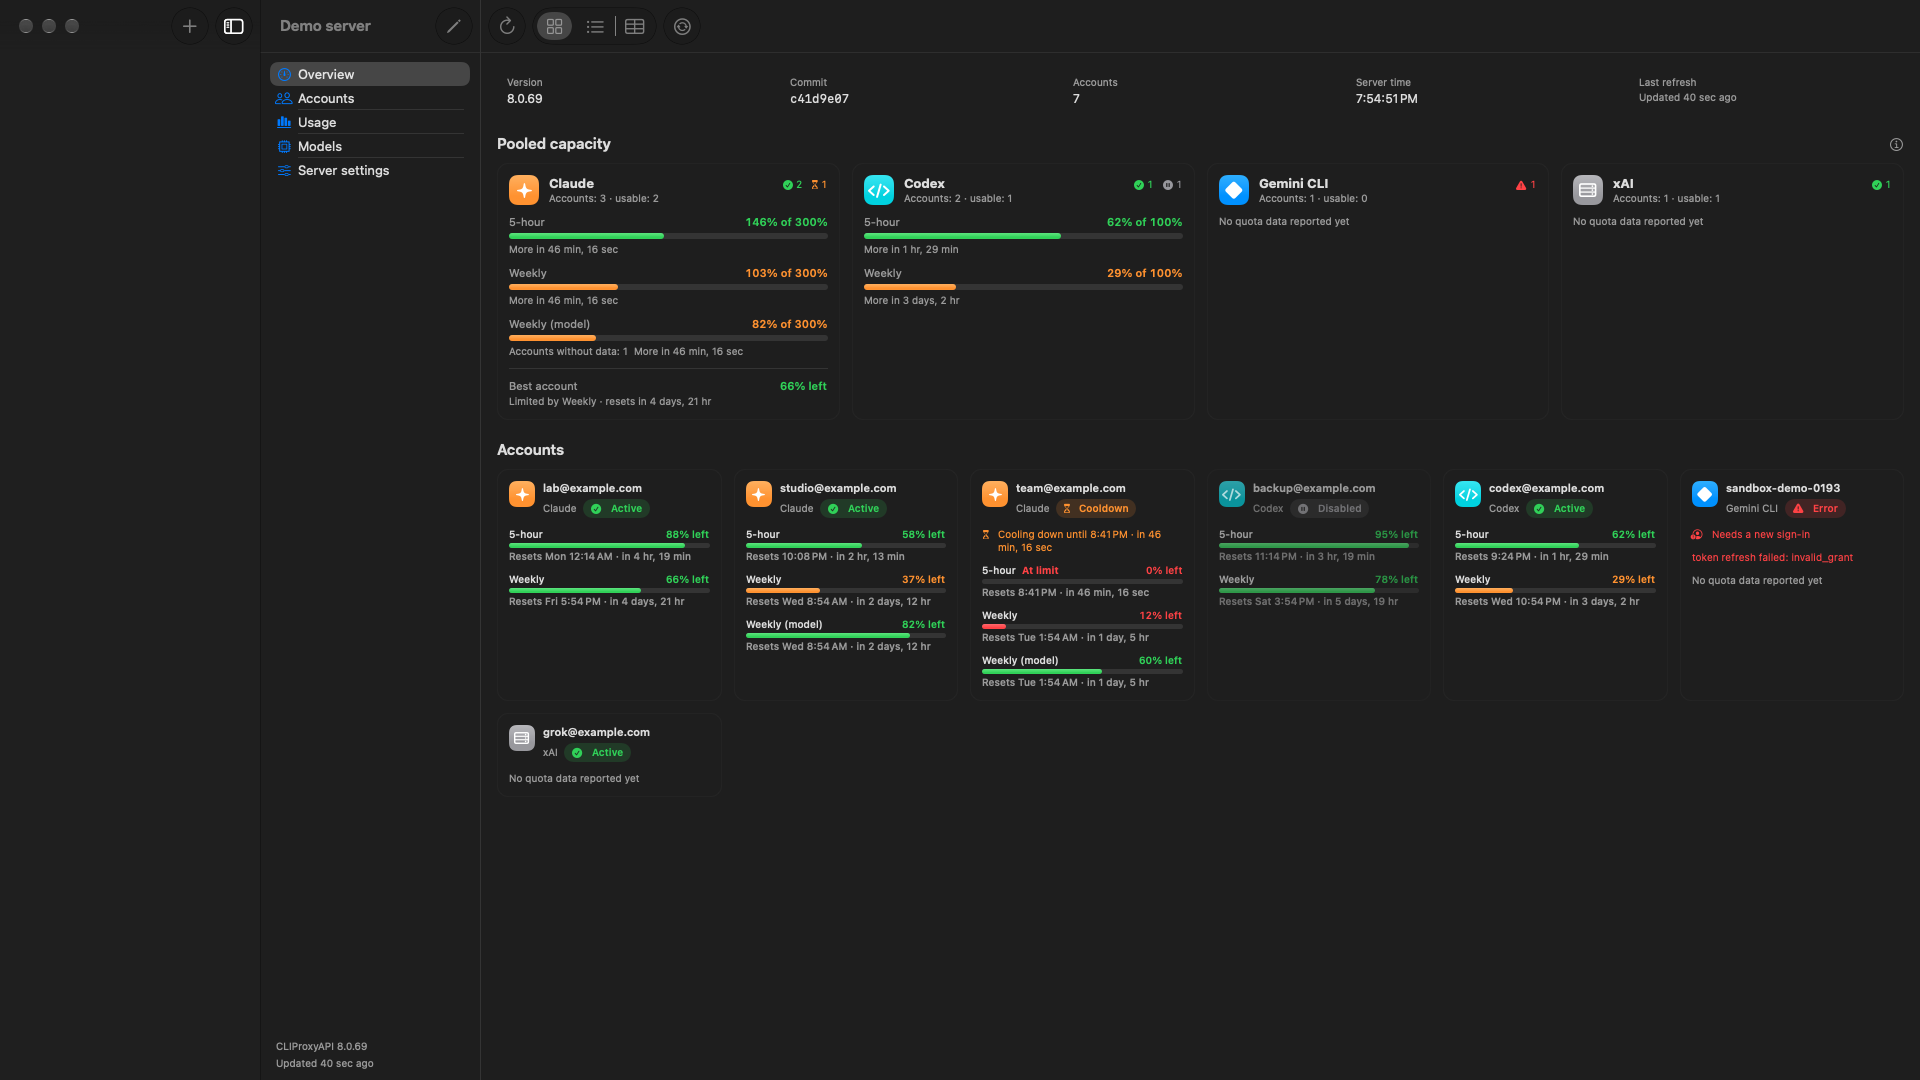 Demo server
Overview
Accounts
Usage
Models
Server settings
CLIProxyAPI 8.0.69
Updated 40 sec ago
Version
8.0.69
Commit
c41d9e07
Accounts
7
Server time
7:54:51 PM
Last refresh
Updated 40 sec ago
Pooled capacity
Claude
2 1
Accounts: 3 · usable: 2
5-hour 146% of 300%
More in 46 min, 16 sec
Weekly 103% of 300%
More in 46 min, 16 sec
Weekly (model) 82% of 300%
Accounts without data: 1 More in 46 min, 16 sec
Best account 66% left
Limited by Weekly · resets in 4 days, 21 hr
Codex
1 1
Accounts: 2 · usable: 1
5-hour 62% of 100%
More in 1 hr, 29 min
Weekly 29% of 100%
More in 3 days, 2 hr
Gemini CLI
1
Accounts: 1 · usable: 0
No quota data reported yet
xAI
1
Accounts: 1 · usable: 1
No quota data reported yet
Accounts
lab@example.com
Claude Active
5-hour 88% left
Resets Mon 12:14 AM · in 4 hr, 19 min
Weekly 66% left
Resets Fri 5:54 PM · in 4 days, 21 hr
studio@example.com
Claude Active
5-hour 58% left
Resets 10:08 PM · in 2 hr, 13 min
Weekly 37% left
Resets Wed 8:54 AM · in 2 days, 12 hr
Weekly (model) 82% left
Resets Wed 8:54 AM · in 2 days, 12 hr
team@example.com
Claude Cooldown
Cooling down until 8:41 PM · in 46
min, 16 sec
5-hour At limit 0% left
Resets 8:41 PM · in 46 min, 16 sec
Weekly 12% left
Resets Tue 1:54 AM · in 1 day, 5 hr
Weekly (model) 60% left
Resets Tue 1:54 AM · in 1 day, 5 hr
backup@example.com
Codex Disabled
5-hour 95% left
Resets 11:14 PM · in 3 hr, 19 min
Weekly 78% left
Resets Sat 3:54 PM · in 5 days, 19 hr
codex@example.com
Codex Active
5-hour 62% left
Resets 9:24 PM · in 1 hr, 29 min
Weekly 29% left
Resets Wed 10:54 PM · in 3 days, 2 hr
sandbox-demo-0193
Gemini CLI Error
Needs a new sign-in
token refresh failed: invalid_grant
No quota data reported yet
grok@example.com
xAI Active
No quota data reported yet